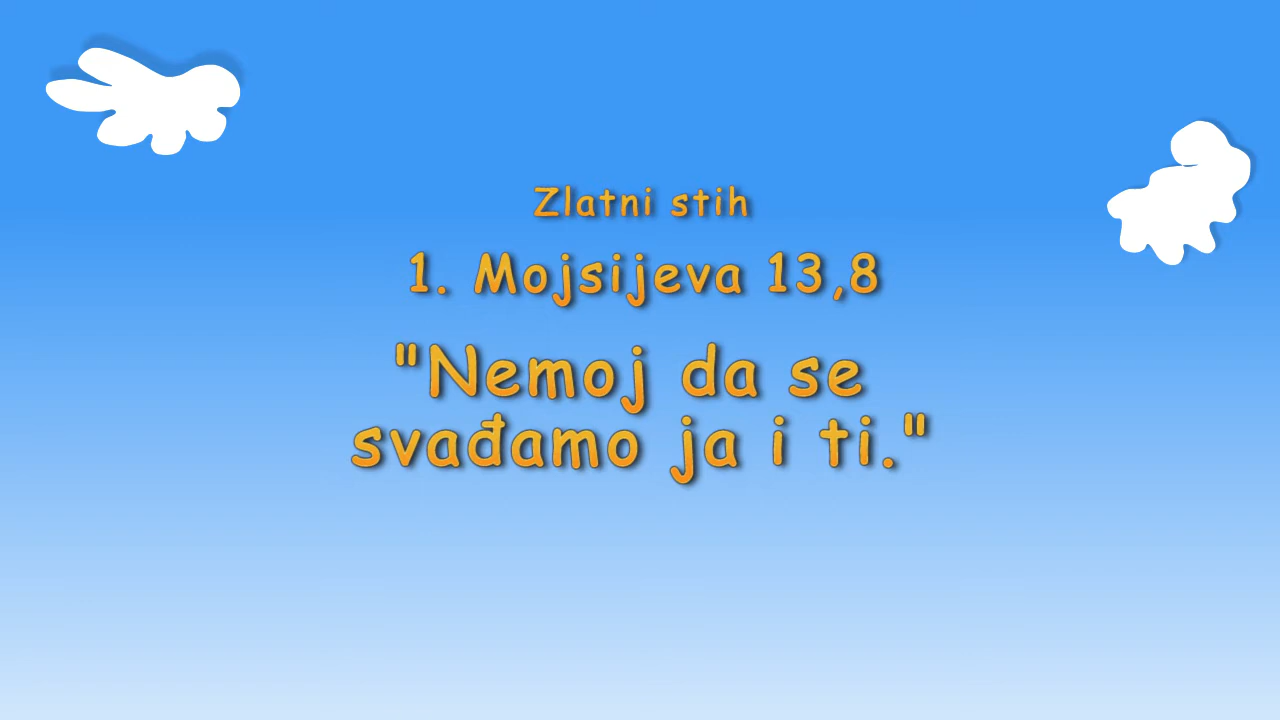 Zlatni stih
1. Mojsijeva 13,8
"Nemoj da se
svađamo ja i ti."